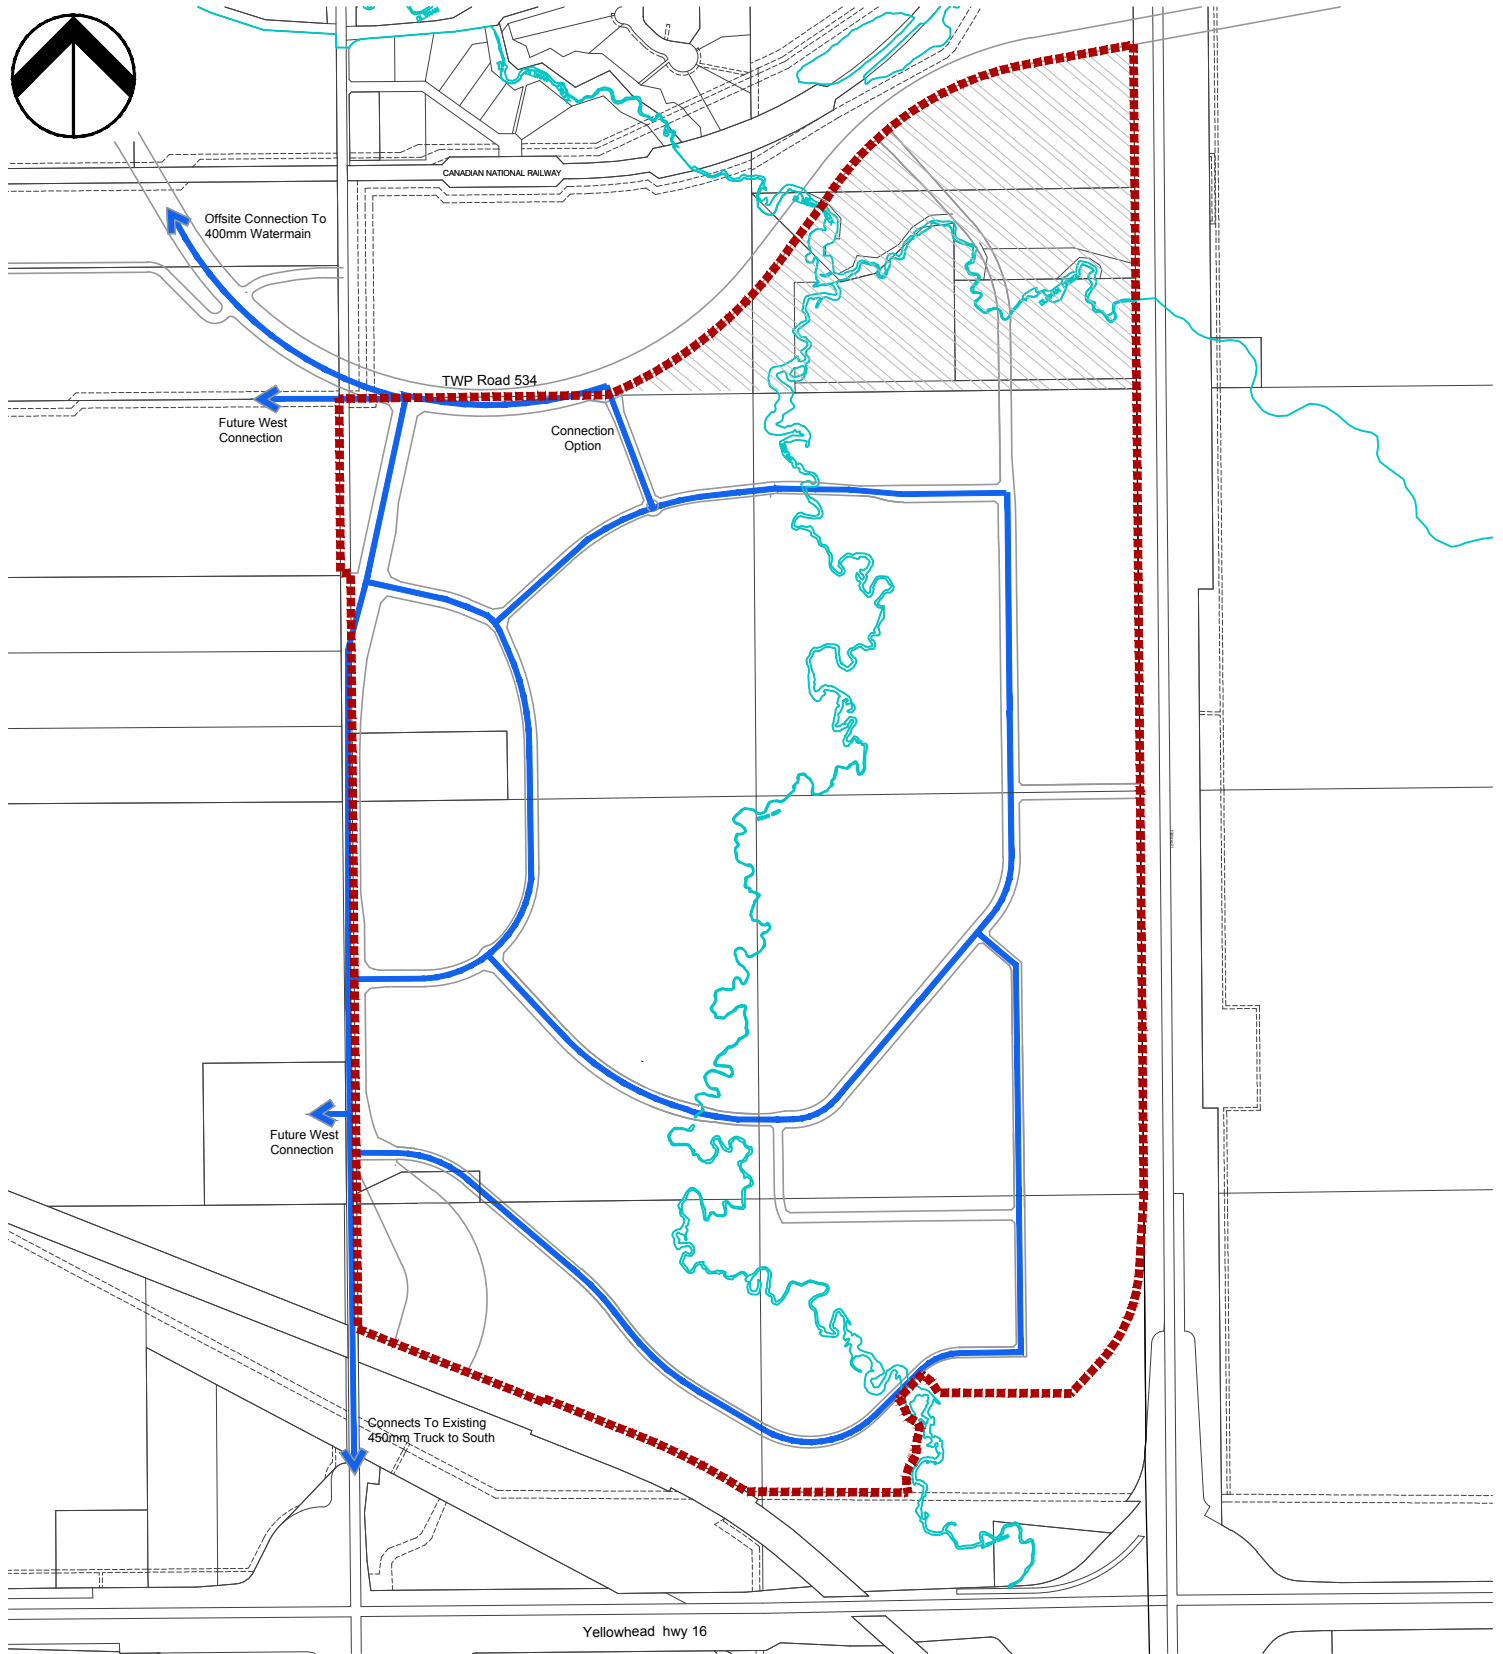 CANADIAN NATIONAL RAILWAY
Offsite Connection To
400mm Watermain
TWP Road 534
Future West
Connection
Connection
Option
Future West
Connection
Connects To Existing
450mm Truck to South
Yellowhead hwy 16